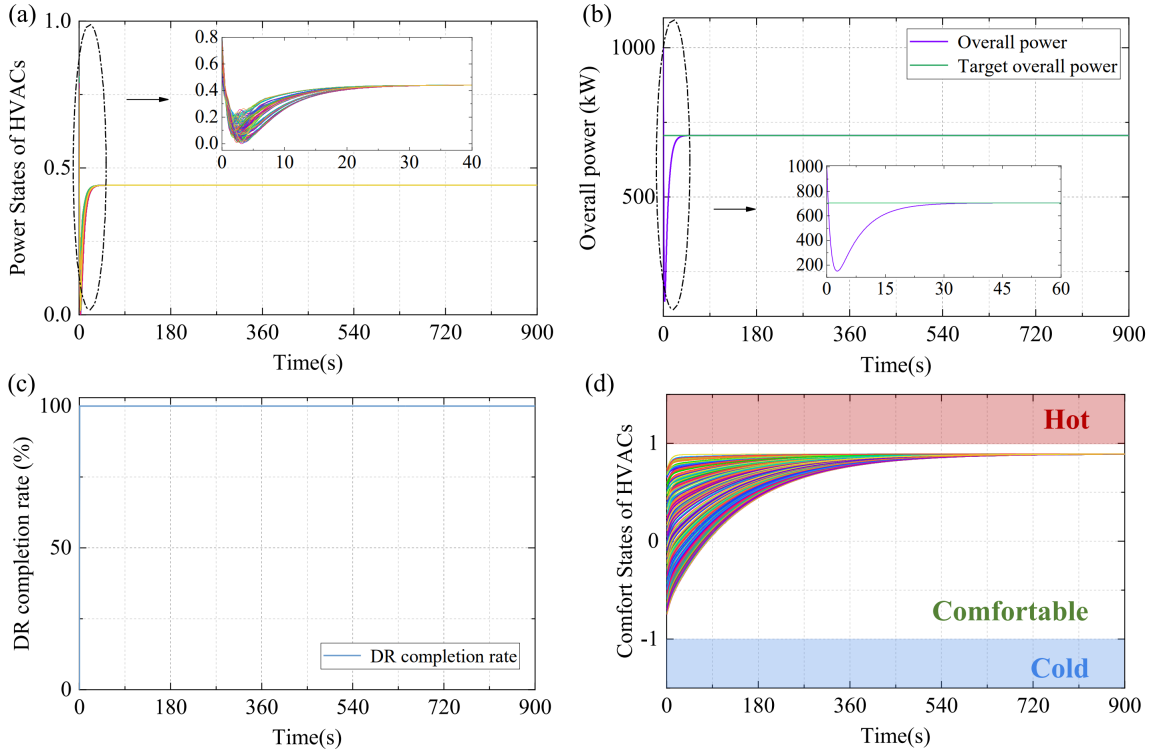 (a)
1.0
0.5
0.0
Power States of HVACs
0.8
0.6
0.4
0.2
0.0
0 10 20 30 40
0 180 360 540 720 900
Time(s)
(b)
1000
500
Overall power (kW)
Overall power
Target overall power
1000
800
600
400
200
0 15 30 45 60
0 180 360 540 720 900
Time(s)
(c)
100
50
0
DR completion rate (%)
DR completion rate
0 180 360 540 720 900
Time(s)
(d)
1
0
-1
Comfort States of HVACs
Hot
Comfortable
Cold
0 180 360 540 720 900
Time(s)